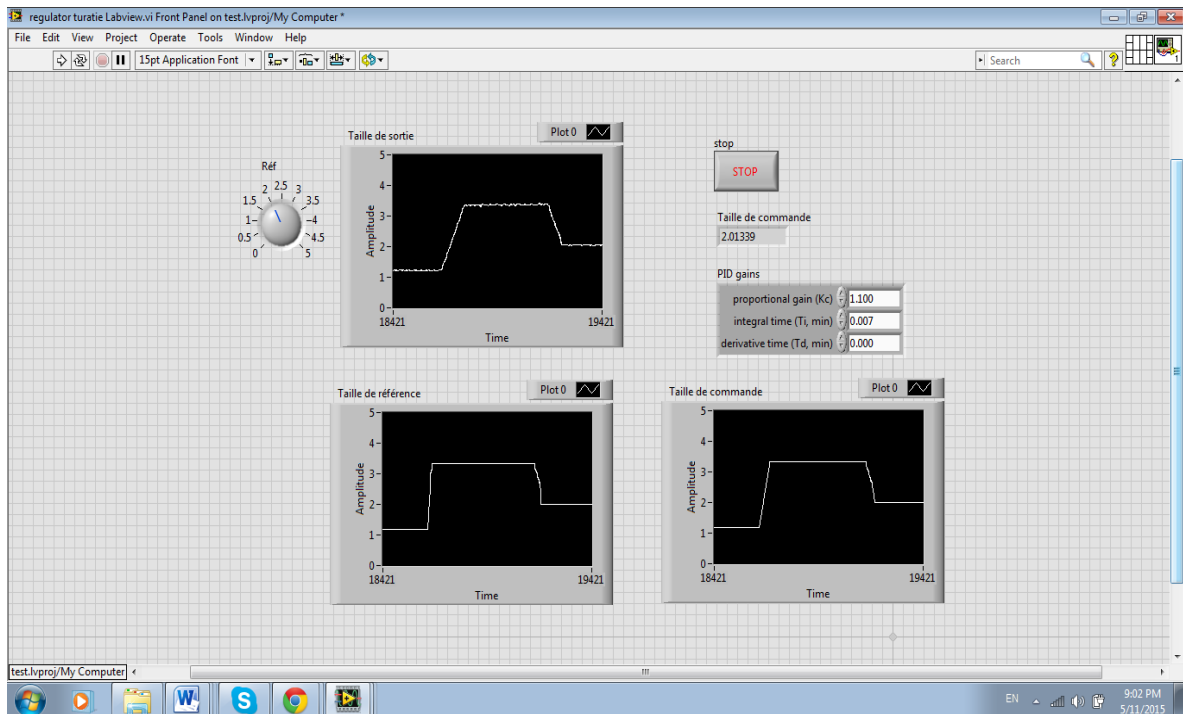 regulator turatie Labview.vi Front Panel on test.lvproj/My Computer *
File Edit View Project Operate Tools Window Help
15pt Application Font
Search
1
Taille de sortie
Plot 0
5
4
3
2
1
0
Amplitude
18421
19421
Time
Réf
0
0.5
1
1.5
2
2.5
3
3.5
4
4.5
5
stop
STOP
Taille de commande
2.01339
PID gains
proportional gain (Kc) 1.100
integral time (Ti, min) 0.007
derivative time (Td, min) 0.000
Taille de référence
Plot 0
5
4
3
2
1
0
Amplitude
18421
19421
Time
Taille de commande
Plot 0
5
4
3
2
1
0
Amplitude
18421
19421
Time
test.lvproj/My Computer
EN
9:02 PM
5/11/2015